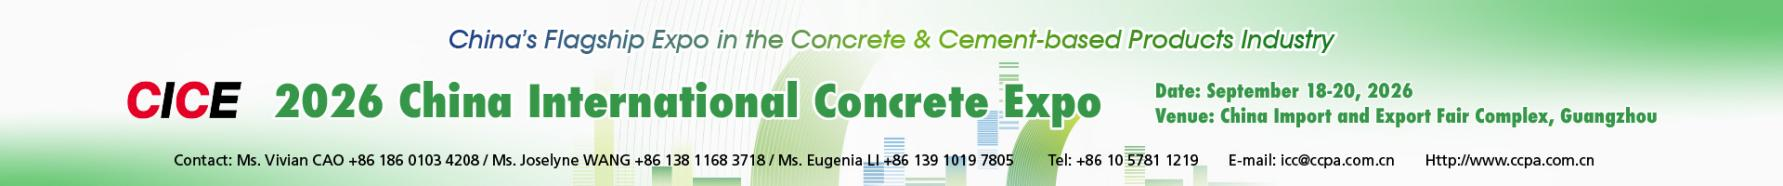 China's Flagship Expo in the Concrete & Cement-based Products Industry
CICE 2026 China International Concrete Expo
Date: September 18-20, 2026
Venue: China Import and Export Fair Complex, Guangzhou
Contact: Ms. Vivian CAO +86 186 0103 4208 / Ms. Joselyne WANG +86 138 1168 3718 / Ms. Eugenia LI +86 139 1019 7805 Tel: +86 10 5781 1219 E-mail: icc@ccpa.com.cn Http://www.ccpa.com.cn